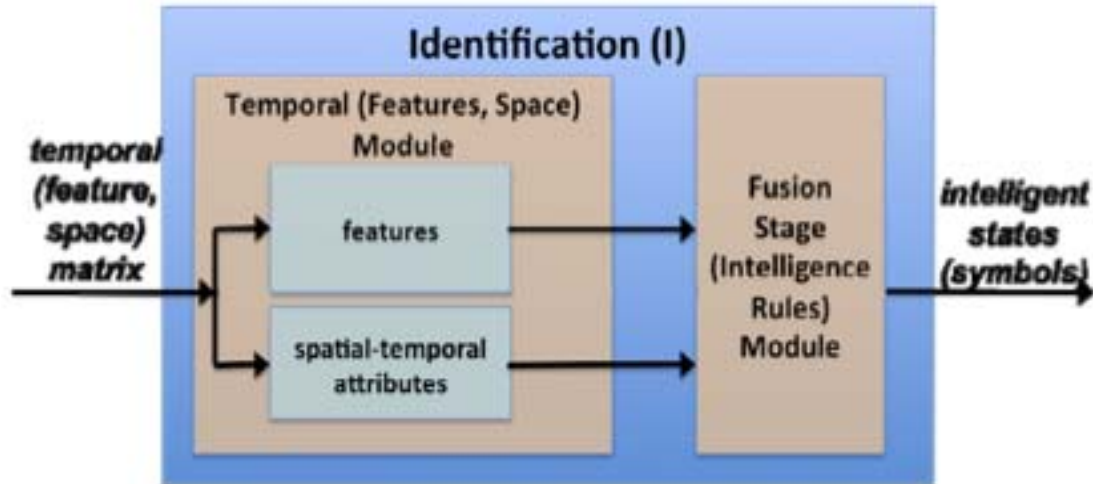 Identification (I)
Temporal (Features, Space)
Module
temporal
(feature,
space)
matrix
features
spatial-temporal
attributes
Fusion
Stage
(Intelligence
Rules)
Module
intelligent
states
(symbols)